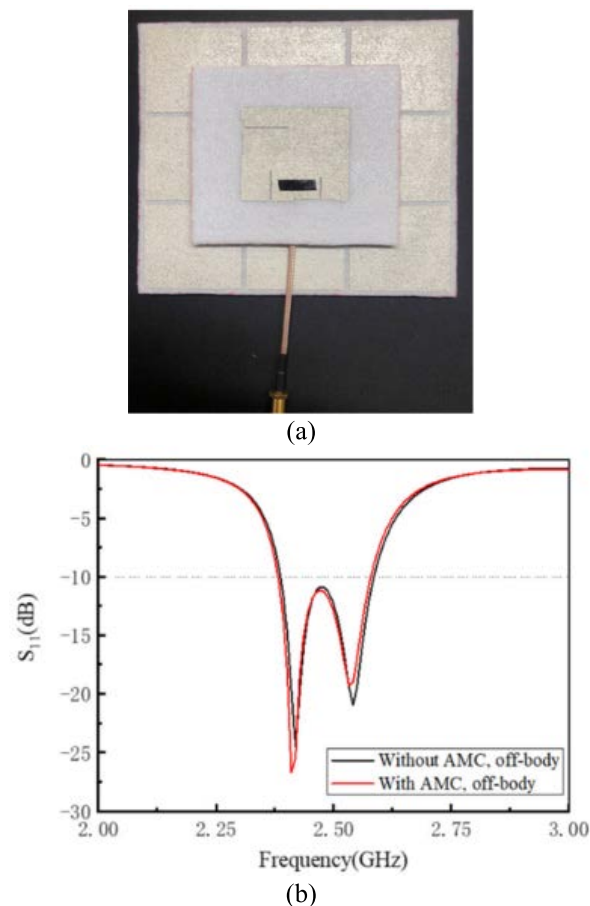 (a)
0
−5
−10
−15
−20
−25
−30
S₁₁(dB)
Without AMC, off-body
With AMC, off-body
2.00 2.25 2.50 2.75 3.00
Frequency(GHz)
(b)